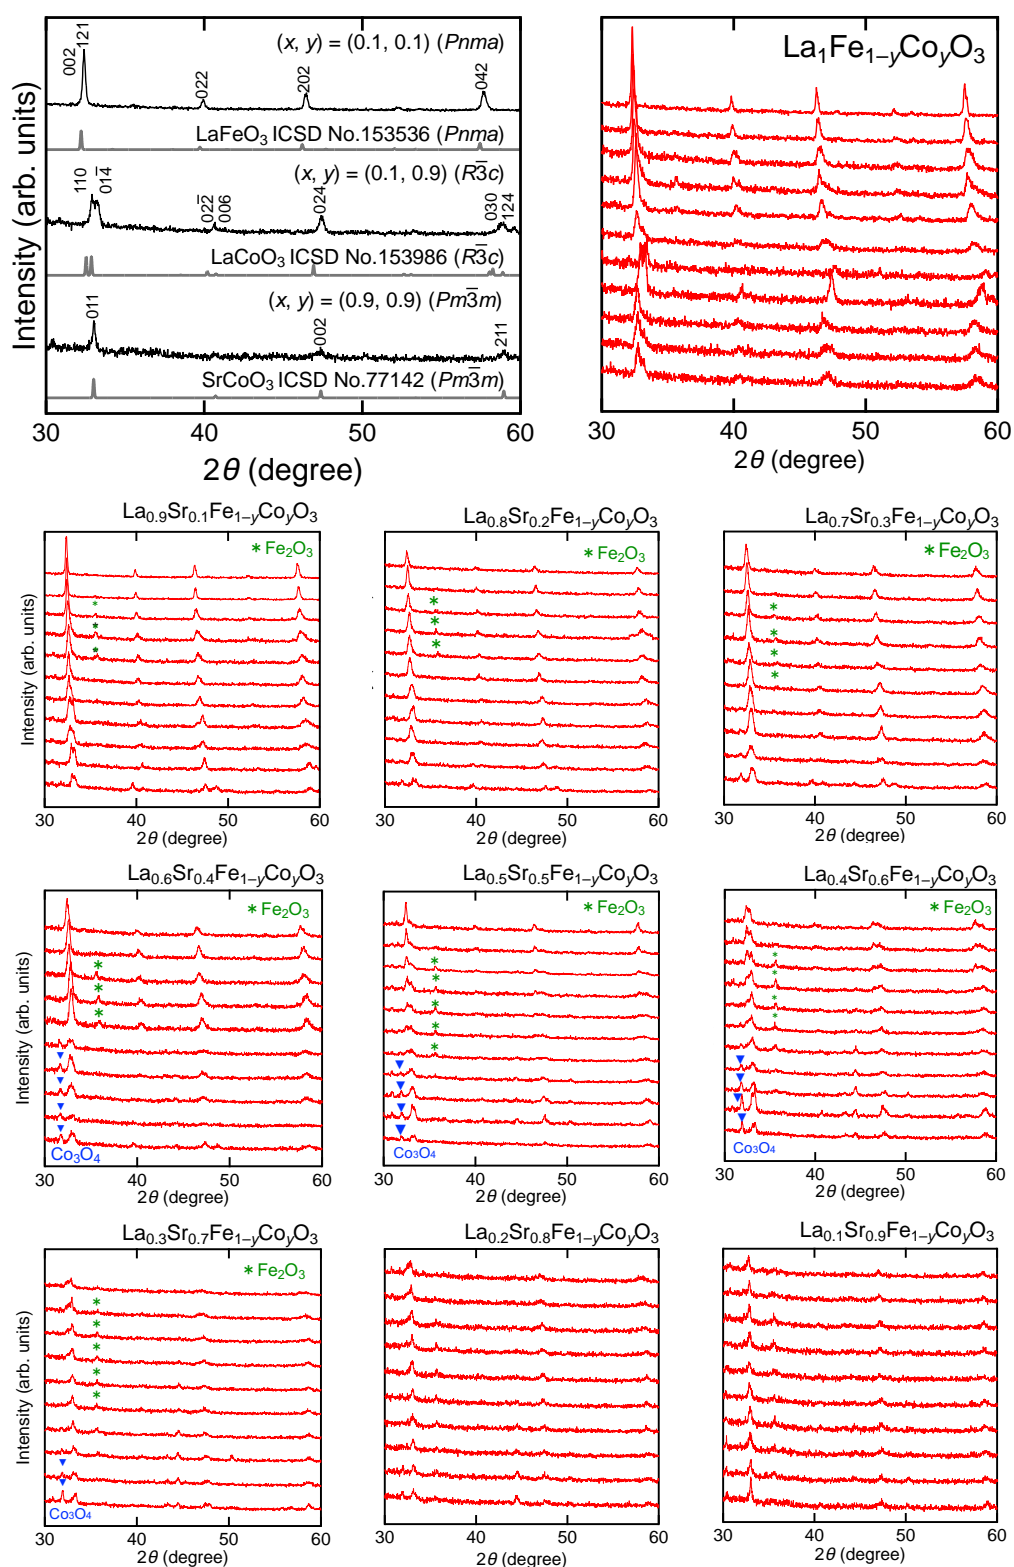 Intensity (arb. units)
(x, y) = (0.1, 0.1) (Pnma)
002
121
022
202
042
LaFeO₃ ICSD No.153536 (Pnma)
(x, y) = (0.1, 0.9) (R3̅c)
110
01̅4
02̅2
006
024
030
124
LaCoO₃ ICSD No.153986 (R3̅c)
(x, y) = (0.9, 0.9) (Pm3̅m)
011
002
211
SrCoO₃ ICSD No.77142 (Pm3̅m)
30 40 50 60
2θ (degree)
La₁Fe₁₋yCoyO₃
30 40 50 60
2θ (degree)
La₀.₉Sr₀.₁Fe₁₋yCoyO₃
* Fe₂O₃
*
*
*
Intensity (arb. units)
30 40 50 60
2θ (degree)
La₀.₈Sr₀.₂Fe₁₋yCoyO₃
* Fe₂O₃
*
*
*
30 40 50 60
2θ (degree)
La₀.₇Sr₀.₃Fe₁₋yCoyO₃
* Fe₂O₃
*
*
*
*
30 40 50 60
2θ (degree)
La₀.₆Sr₀.₄Fe₁₋yCoyO₃
* Fe₂O₃
*
*
*
Co₃O₄
Intensity (arb. units)
30 40 50 60
2θ (degree)
La₀.₅Sr₀.₅Fe₁₋yCoyO₃
* Fe₂O₃
*
*
*
*
*
Co₃O₄
30 40 50 60
2θ (degree)
La₀.₄Sr₀.₆Fe₁₋yCoyO₃
* Fe₂O₃
*
*
*
*
Co₃O₄
30 40 50 60
2θ (degree)
La₀.₃Sr₀.₇Fe₁₋yCoyO₃
* Fe₂O₃
*
*
*
*
*
Co₃O₄
Intensity (arb. units)
30 40 50 60
2θ (degree)
La₀.₂Sr₀.₈Fe₁₋yCoyO₃
30 40 50 60
2θ (degree)
La₀.₁Sr₀.₉Fe₁₋yCoyO₃
30 40 50 60
2θ (degree)